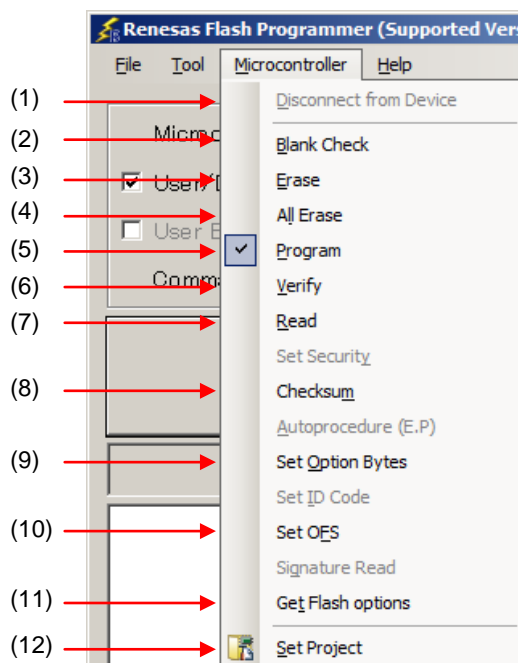 Renesas Flash Programmer (Supported Vers
File Tool Microcontroller Help
(1) Disconnect from Device
(2) Microc Blank Check
(3) User/D Erase
(4) All Erase
User B
(5) Program
(6) Comma Verify
(7) Read
Set Security
(8) Checksum
Autoprocedure (E.P)
(9) Set Option Bytes
Set ID Code
(10) Set OFS
Signature Read
(11) Get Flash options
(12) Set Project